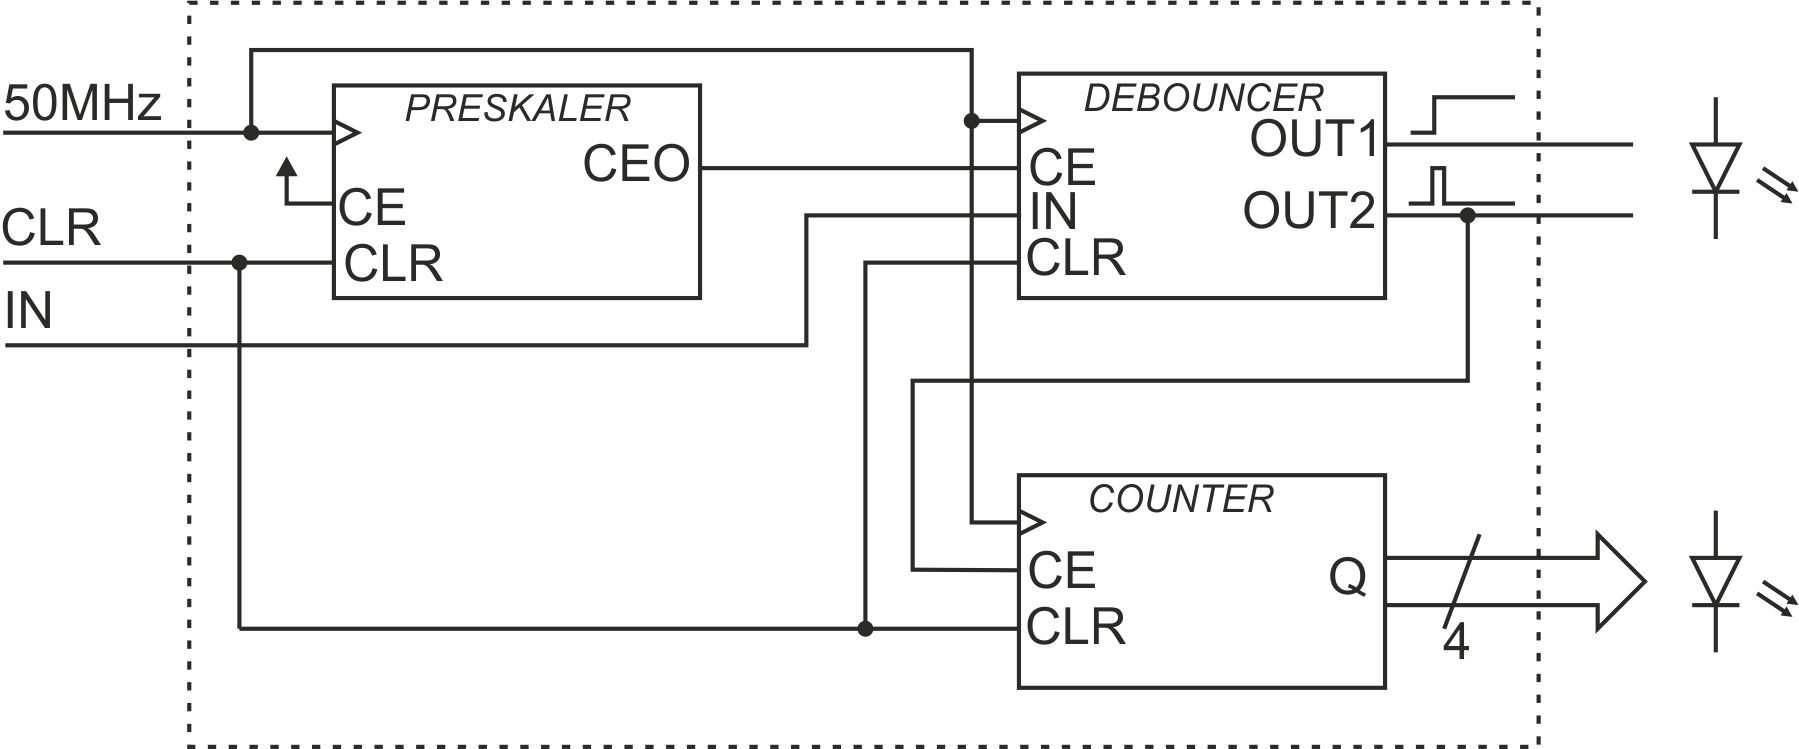 50MHz
CLR
IN
PRESKALER
CEO
CE
CLR
DEBOUNCER
OUT1
CE
IN
OUT2
CLR
COUNTER
CE
Q
CLR
4